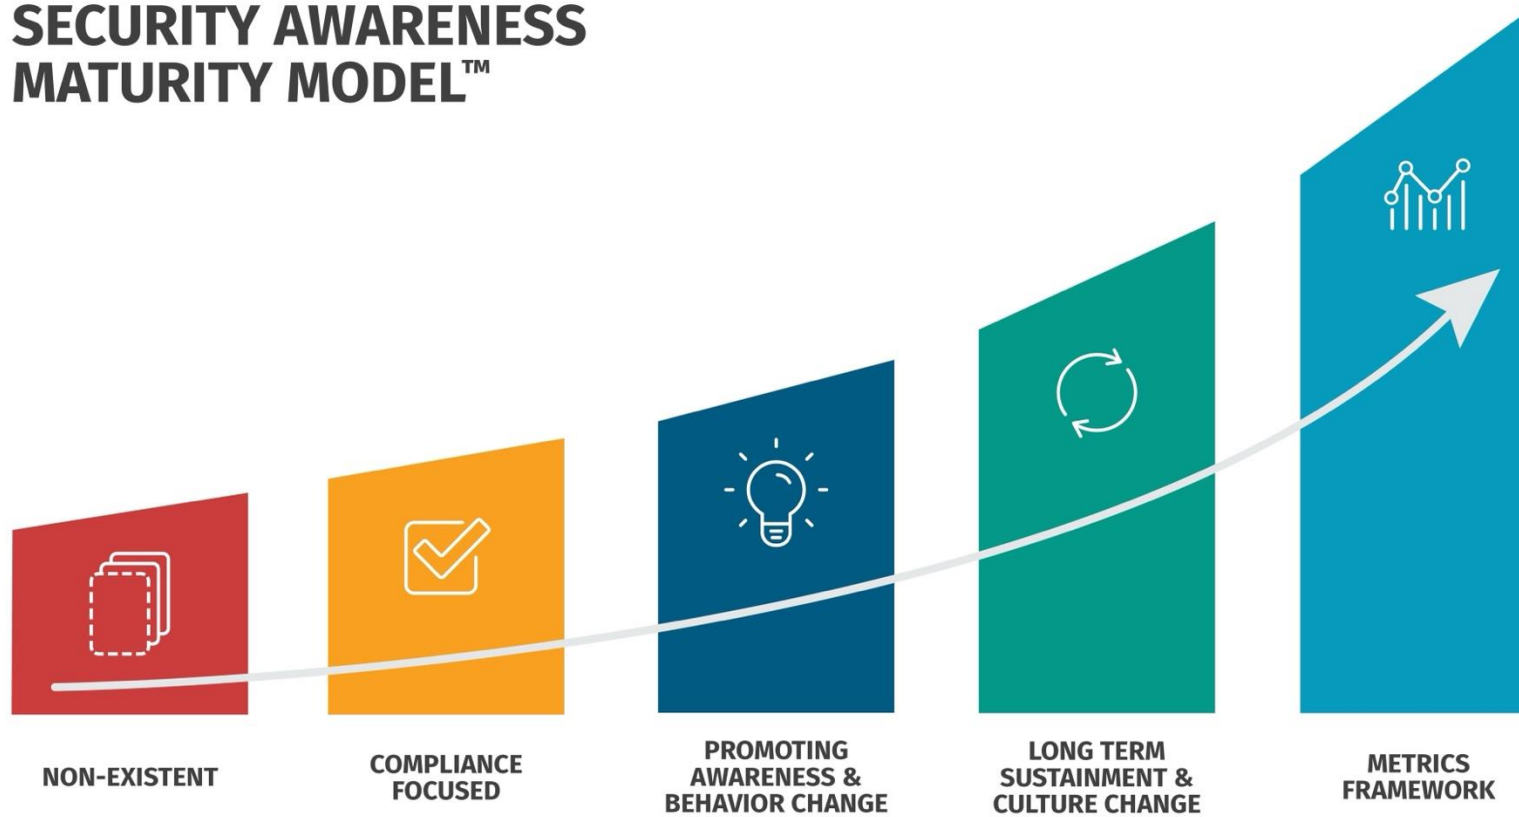 SECURITY AWARENESS
MATURITY MODEL™
NON-EXISTENT
COMPLIANCE
FOCUSED
PROMOTING
AWARENESS &
BEHAVIOR CHANGE
LONG TERM
SUSTAINMENT &
CULTURE CHANGE
METRICS
FRAMEWORK